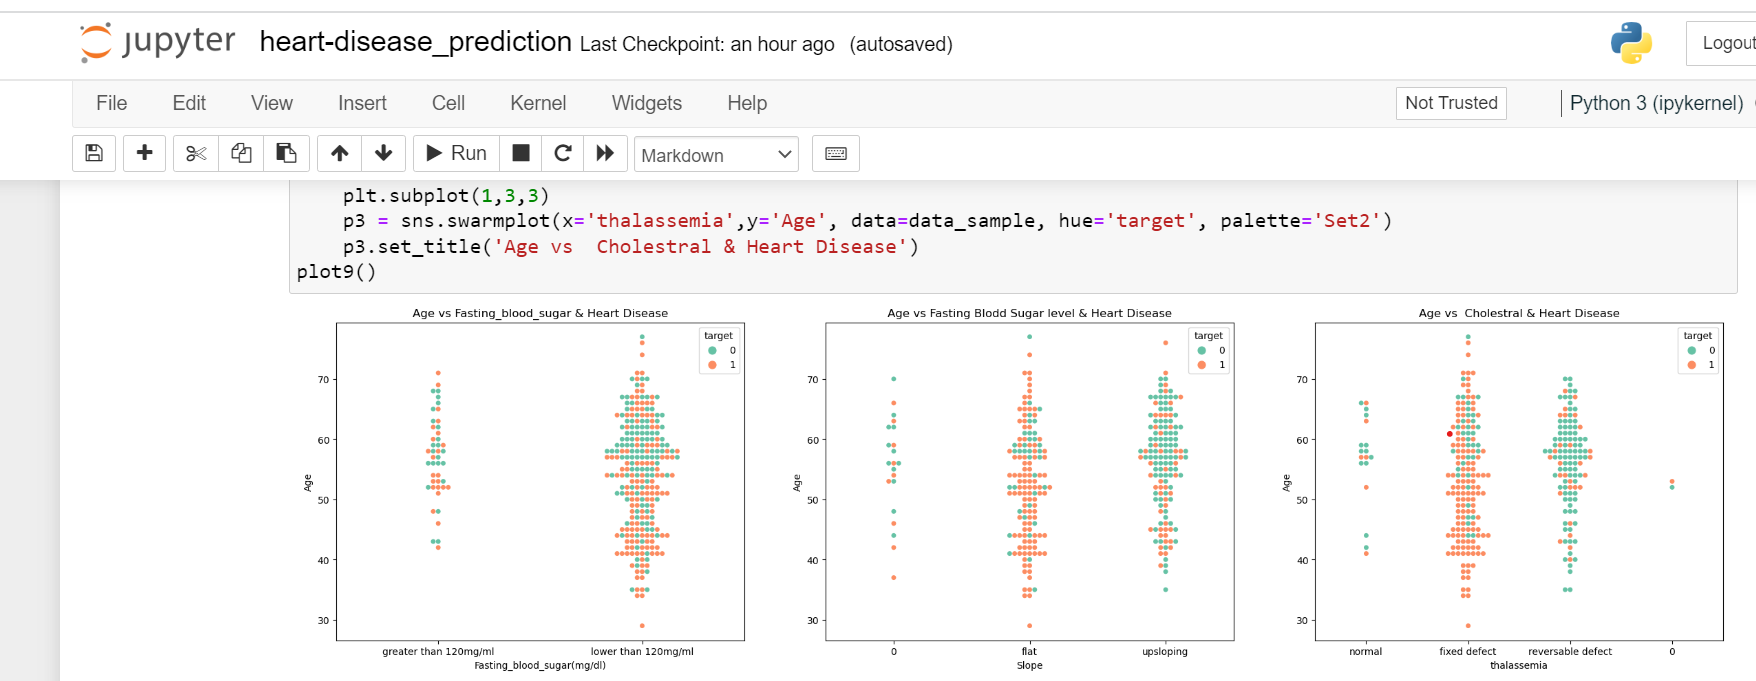 jupyter heart-disease_prediction Last Checkpoint: an hour ago (autosaved) Logout
File Edit View Insert Cell Kernel Widgets Help Not Trusted Python 3 (ipykernel)
Run Markdown
plt.subplot(1,3,3)
p3 = sns.swarmplot(x='thalassemia',y='Age', data=data_sample, hue='target', palette='Set2')
p3.set_title('Age vs  Cholestral & Heart Disease')
plot9()
Age vs Fasting_blood_sugar & Heart Disease
target
0
1
70
60
50
40
30
Age
greater than 120mg/ml lower than 120mg/ml
Fasting_blood_sugar(mg/dl)
Age vs Fasting Blodd Sugar level & Heart Disease
target
0
1
70
60
50
40
30
Age
0 flat upsloping
Slope
Age vs  Cholestral & Heart Disease
target
0
1
70
60
50
40
30
Age
normal fixed defect reversable defect 0
thalassemia